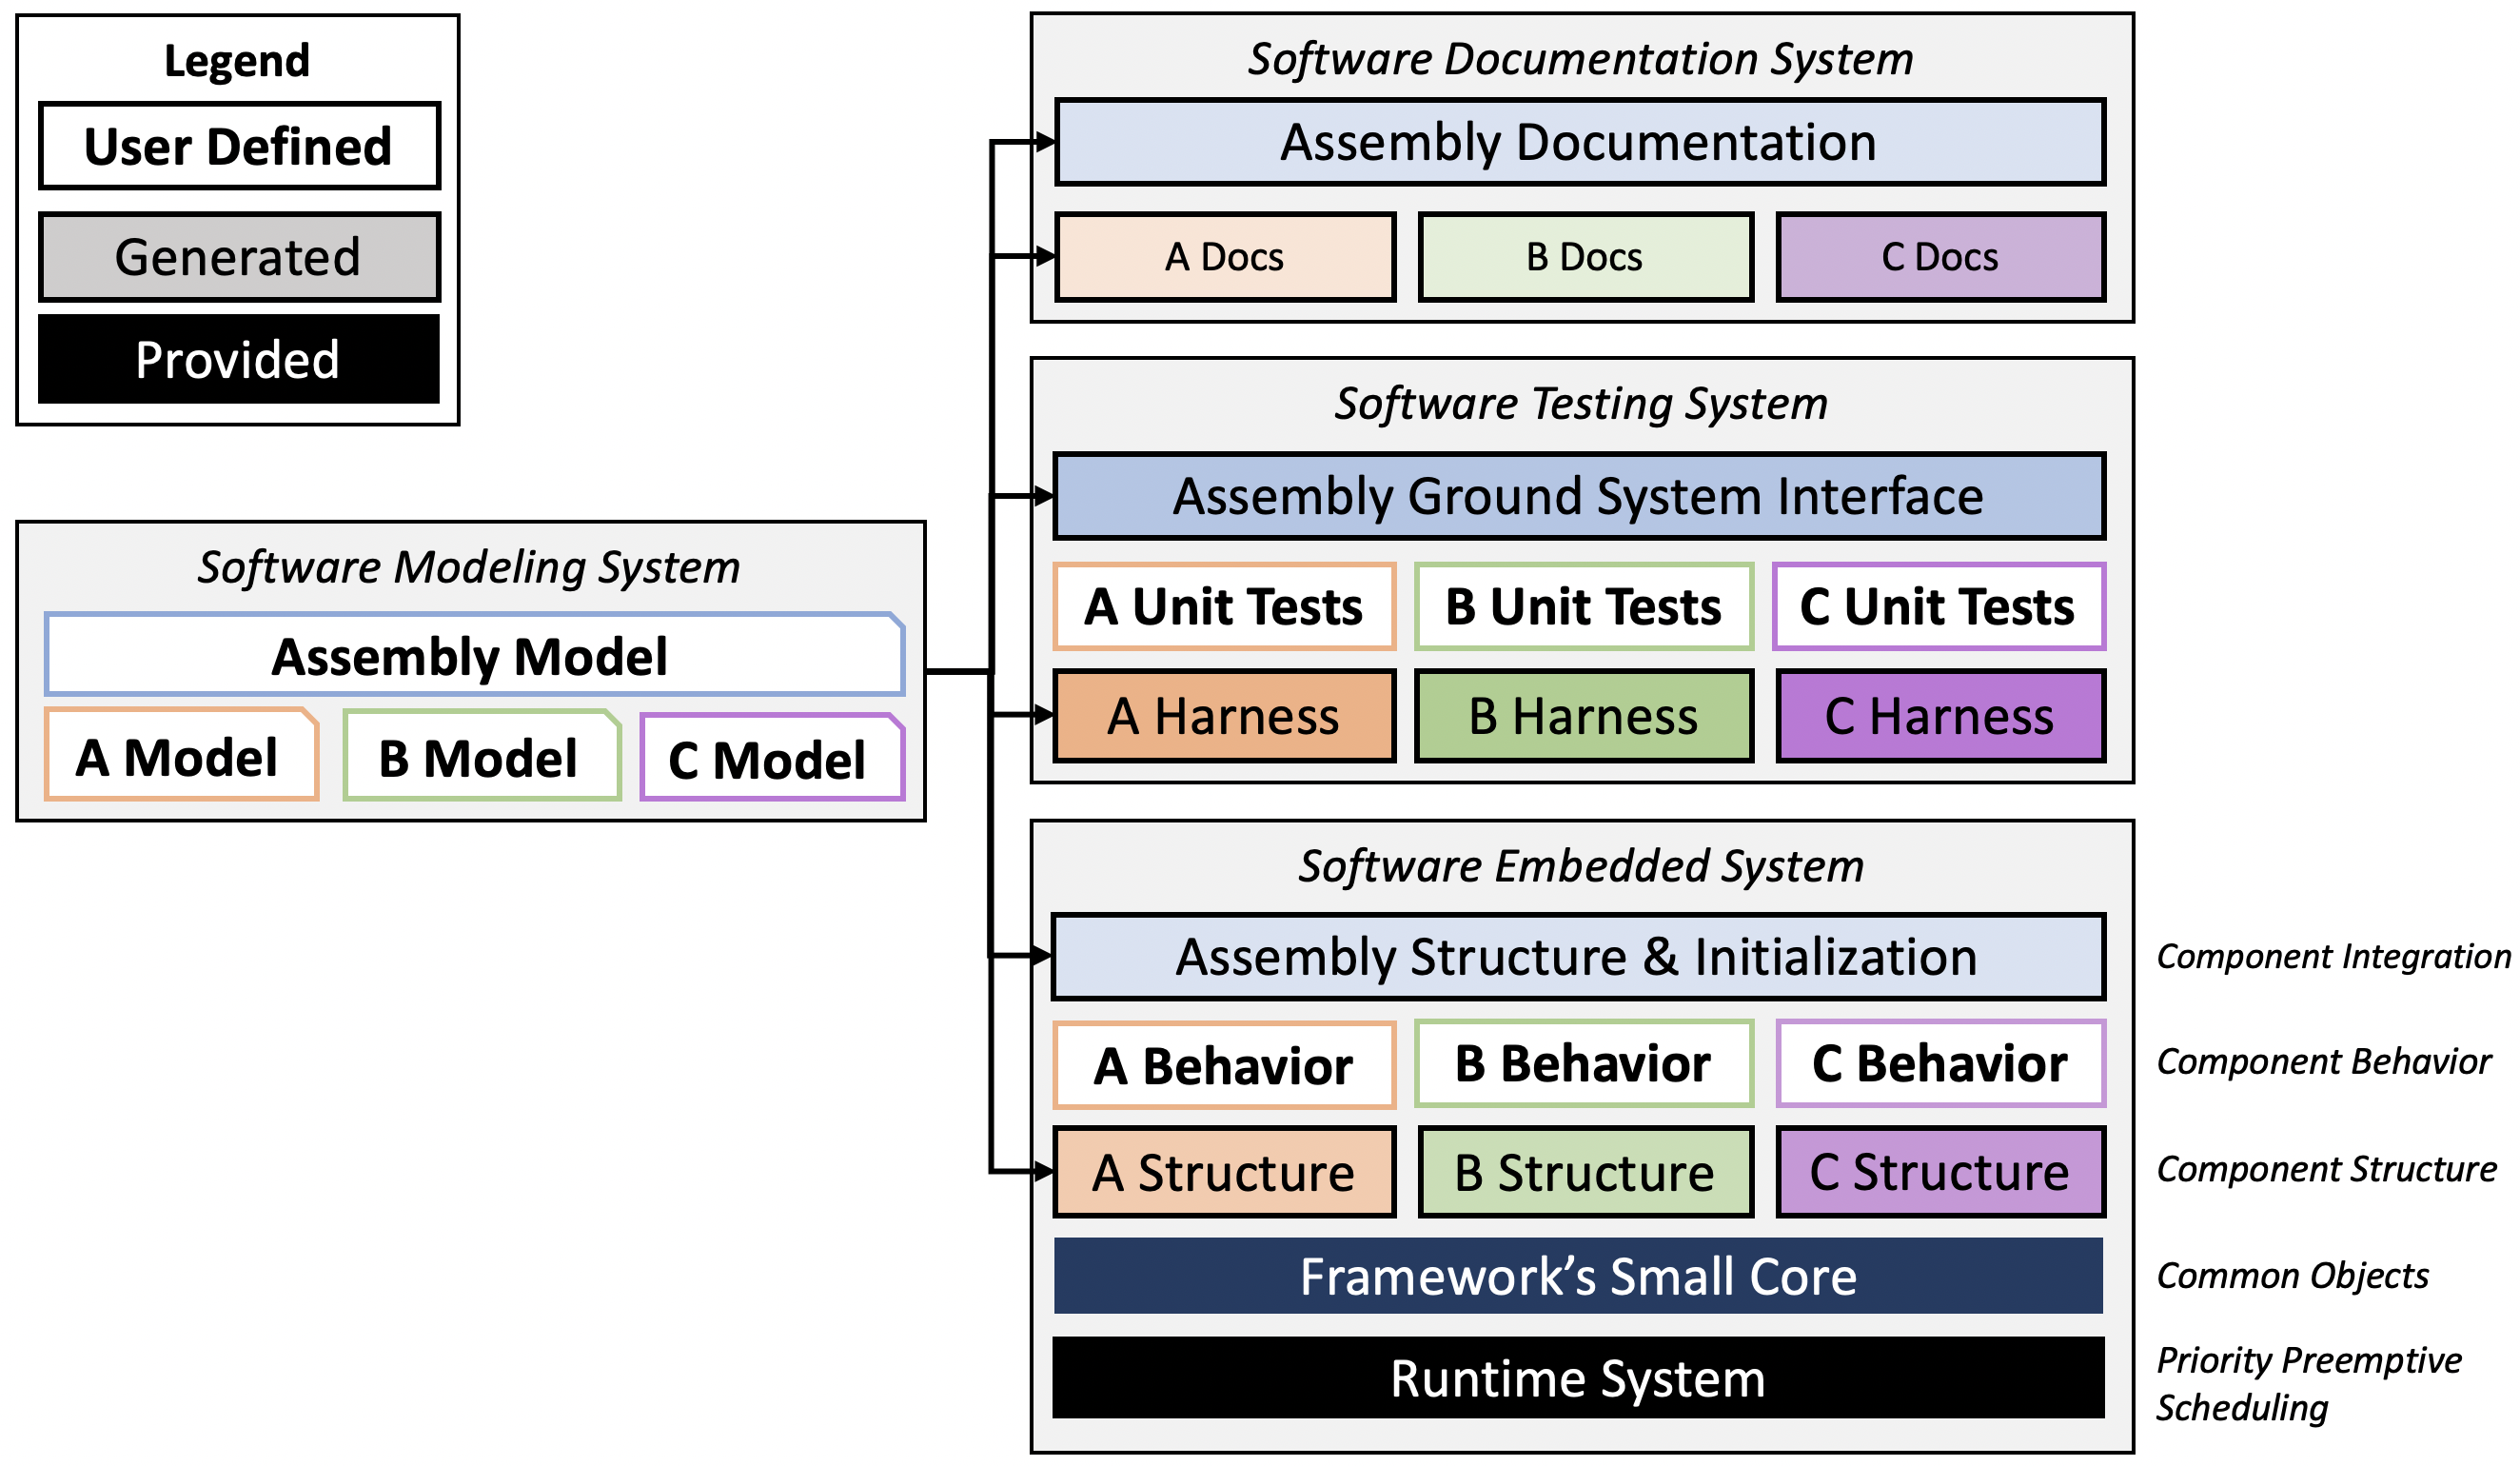 Legend
User Defined
Generated
Provided
Software Modeling System
Assembly Model
A Model
B Model
C Model
Software Documentation System
Assembly Documentation
A Docs
B Docs
C Docs
Software Testing System
Assembly Ground System Interface
A Unit Tests
B Unit Tests
C Unit Tests
A Harness
B Harness
C Harness
Software Embedded System
Assembly Structure & Initialization
Component Integration
A Behavior
B Behavior
C Behavior
Component Behavior
A Structure
B Structure
C Structure
Component Structure
Framework’s Small Core
Common Objects
Runtime System
Priority Preemptive
Scheduling